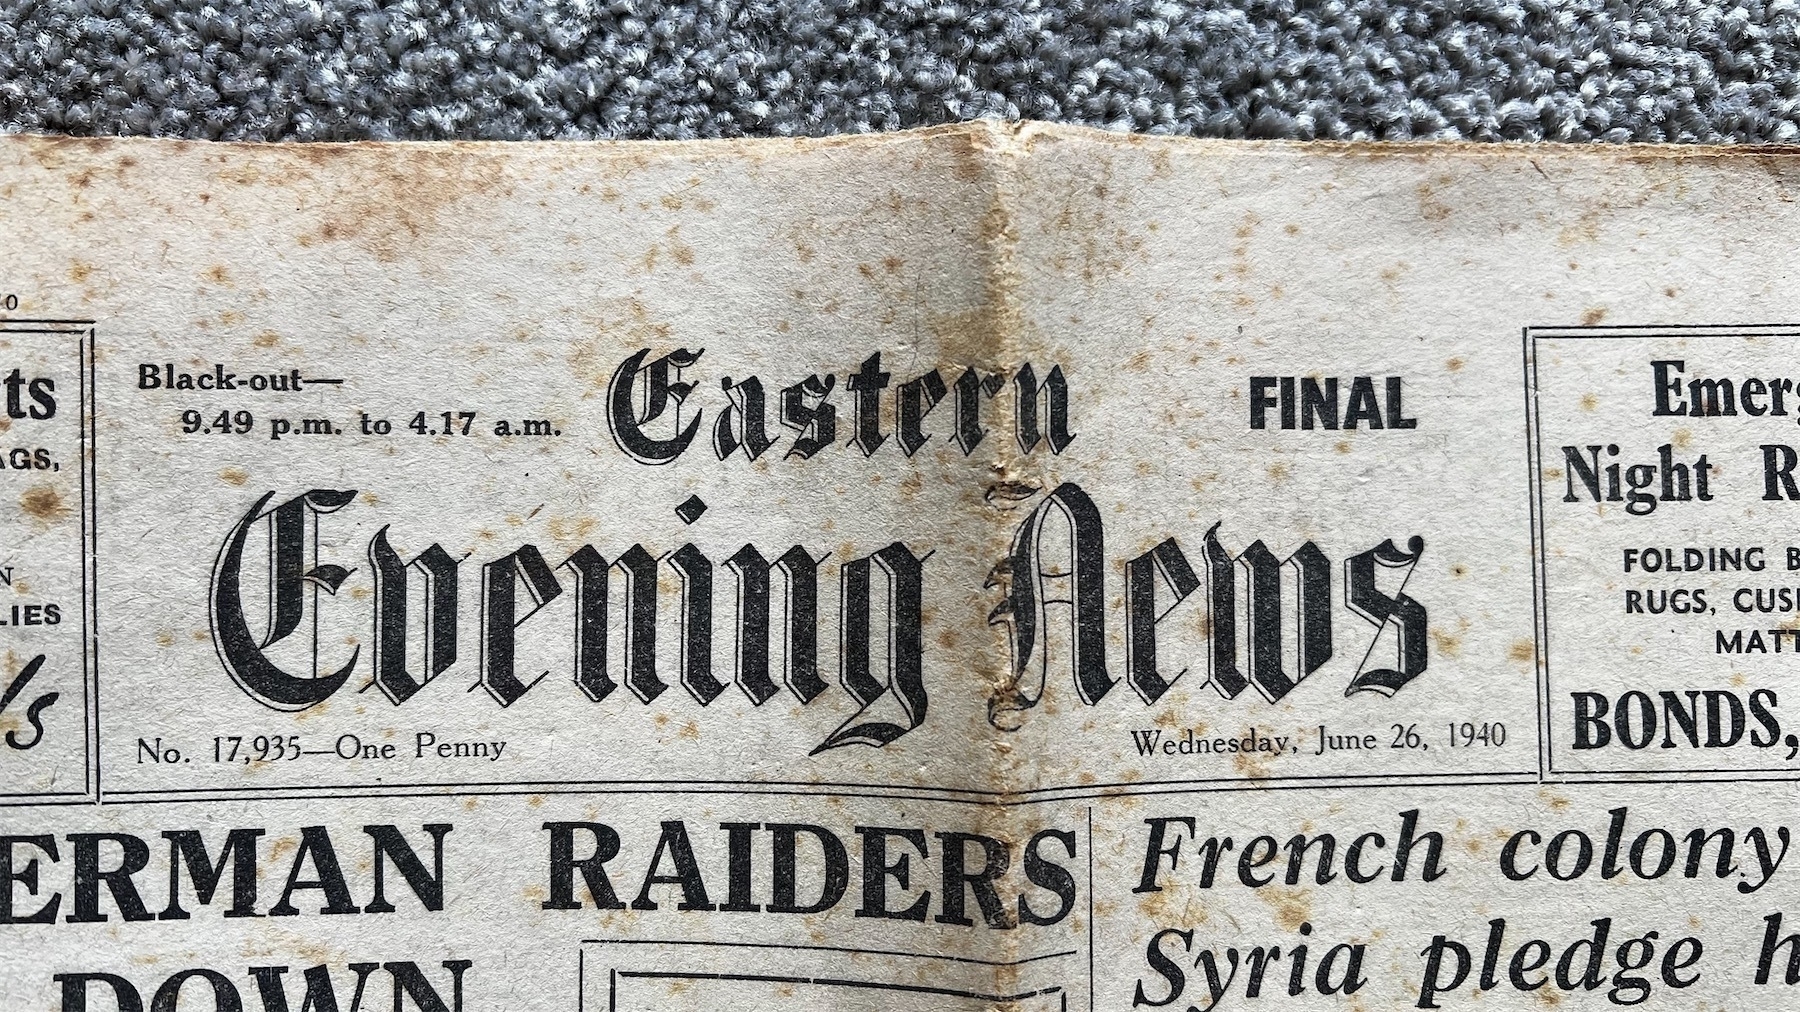 ts
AGS,
LIES
Black-out—
9.49 p.m. to 4.17 a.m.
Eastern
FINAL
Evening News
No. 17,935—One Penny
Wednesday, June 26, 1940
Emerg
Night R
FOLDING B
RUGS, CUSH
MATT
BONDS,
ERMAN RAIDERS
DOWN
French colony
Syria pledge h